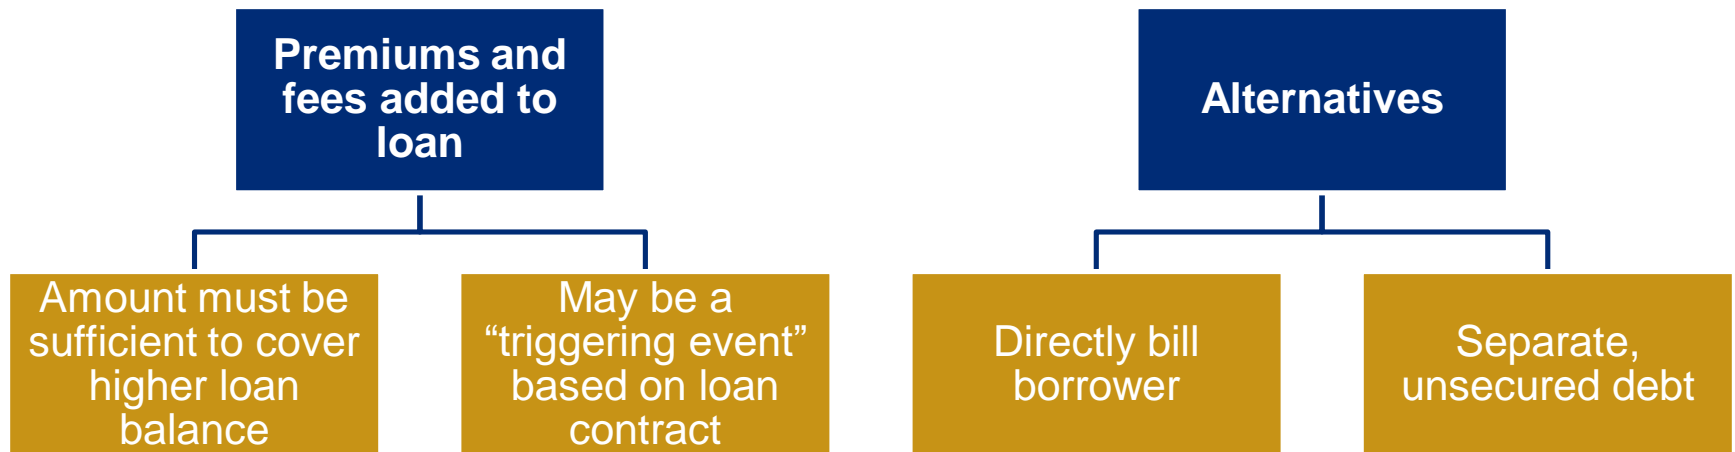 Premiums and
fees added to
loan
Amount must be
sufficient to cover
higher loan
balance
May be a
“triggering event”
based on loan
contract
Alternatives
Directly bill
borrower
Separate,
unsecured debt